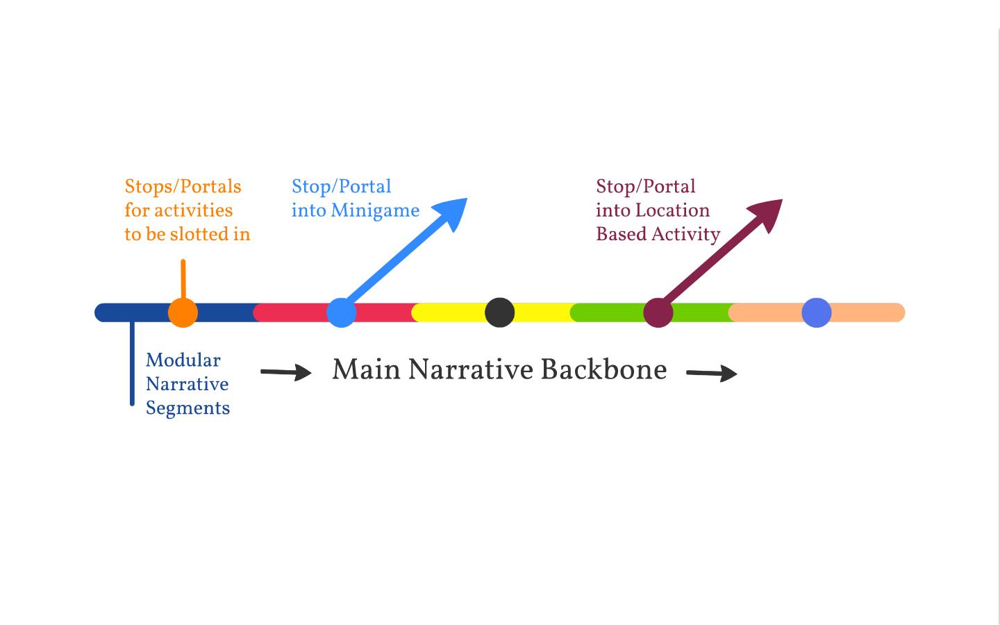 Stops/Portals
for activities
to be slotted in
Stop/Portal
into Minigame
Stop/Portal
into Location
Based Activity
Modular
Narrative
Segments
Main Narrative Backbone